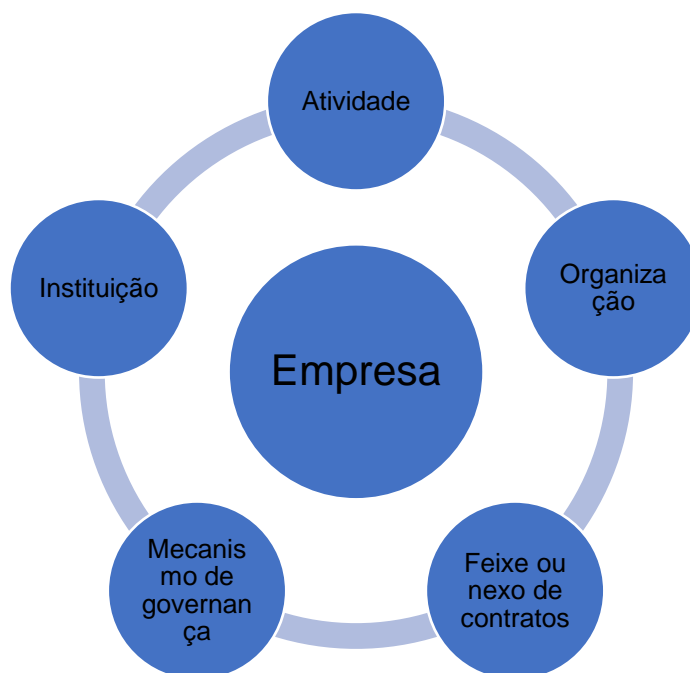 Atividade
Organiza
ção
Feixe ou
nexo de
contratos
Mecanis
mo de
governan
ça
Instituição
Empresa